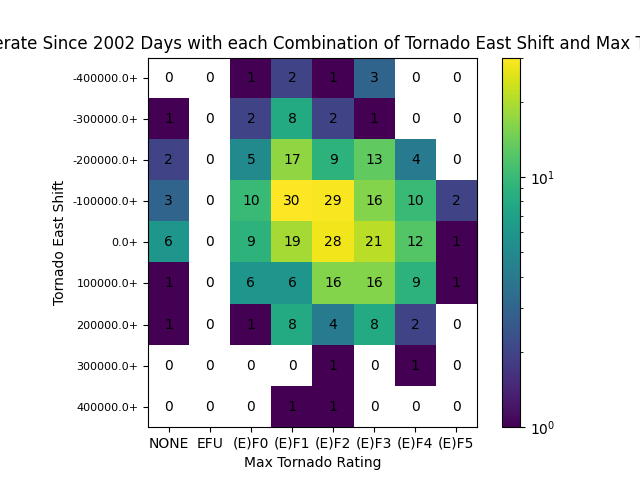 erate Since 2002 Days with each Combination of Tornado East Shift and Max T
-400000.0+ 0 0 1 2 1 3 0 0
-300000.0+ 1 0 2 8 2 1 0 0
-200000.0+ 2 0 5 17 9 13 4 0
-100000.0+ 3 0 10 30 29 16 10 2
0.0+ 6 0 9 19 28 21 12 1
100000.0+ 1 0 6 6 16 16 9 1
200000.0+ 1 0 1 8 4 8 2 0
300000.0+ 0 0 0 0 1 0 1 0
400000.0+ 0 0 0 1 1 0 0 0
NONE EFU (E)F0 (E)F1 (E)F2 (E)F3 (E)F4 (E)F5
Max Tornado Rating
Tornado East Shift
10¹
10⁰